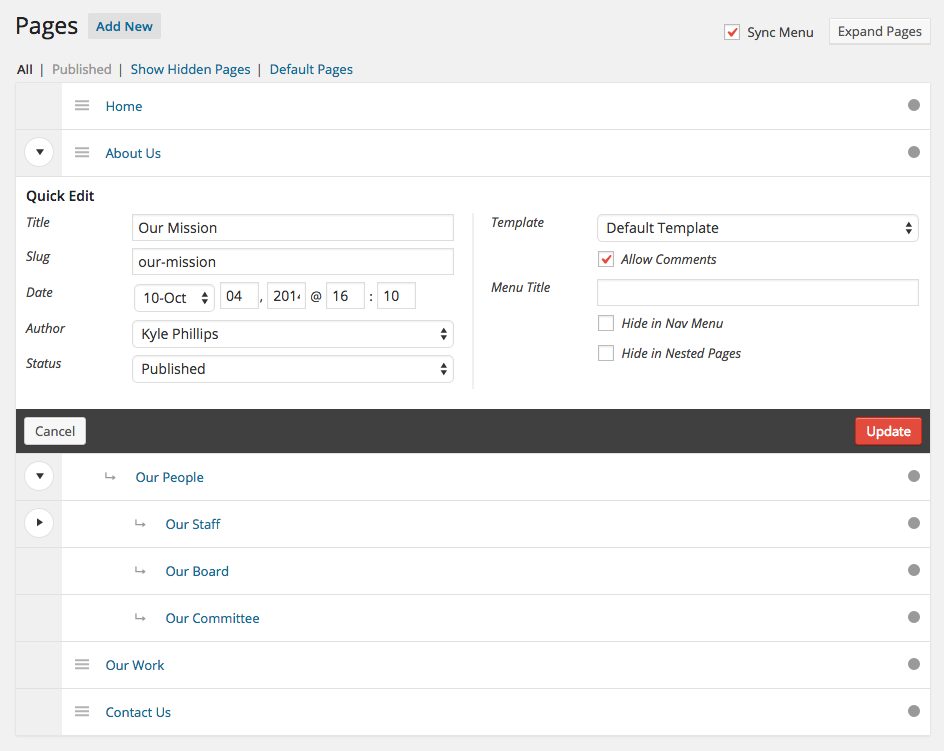 Pages Add New Sync Menu Expand Pages
All | Published | Show Hidden Pages | Default Pages
Home
About Us
Quick Edit
Title Our Mission Template Default Template
Slug our-mission Allow Comments
Date 10-Oct 04 , 2014 @ 16 : 10 Menu Title
Author Kyle Phillips Hide in Nav Menu
Status Published Hide in Nested Pages
Cancel Update
Our People
Our Staff
Our Board
Our Committee
Our Work
Contact Us